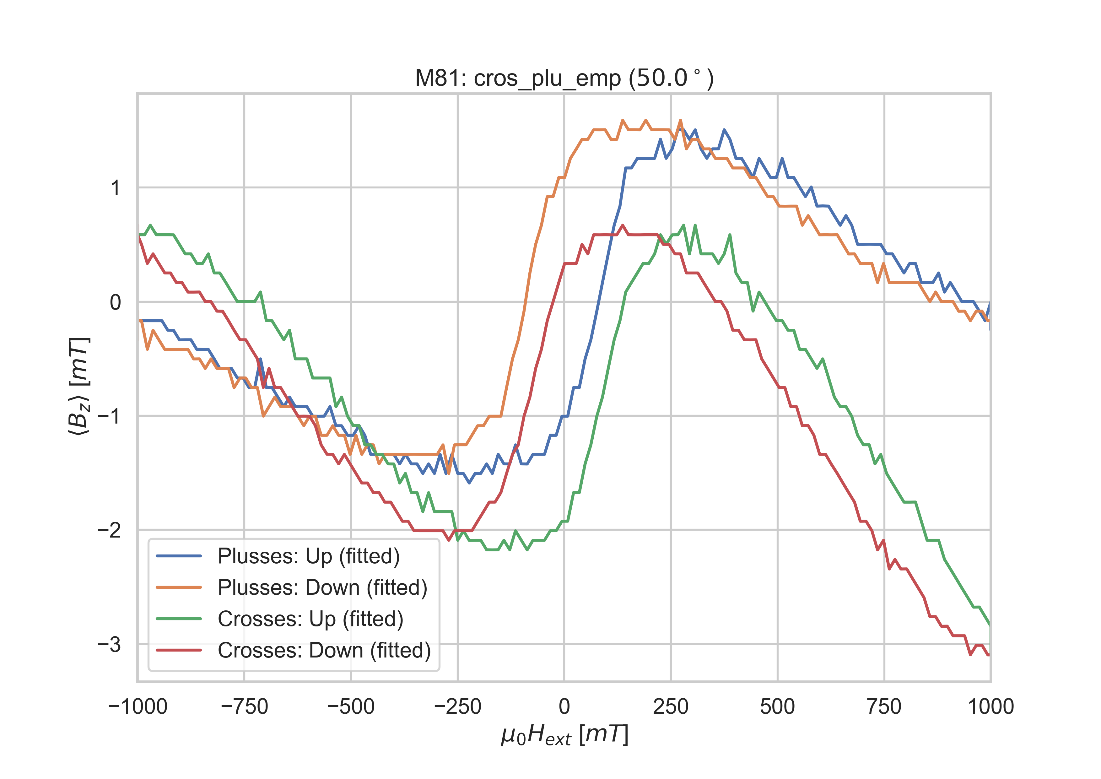 M81: cros_plu_emp (50.0°)
1
0
−1
−2
−3
⟨B_z⟩ [mT]
Plusses: Up (fitted)
Plusses: Down (fitted)
Crosses: Up (fitted)
Crosses: Down (fitted)
−1000 −750 −500 −250 0 250 500 750 1000
μ₀H_ext [mT]